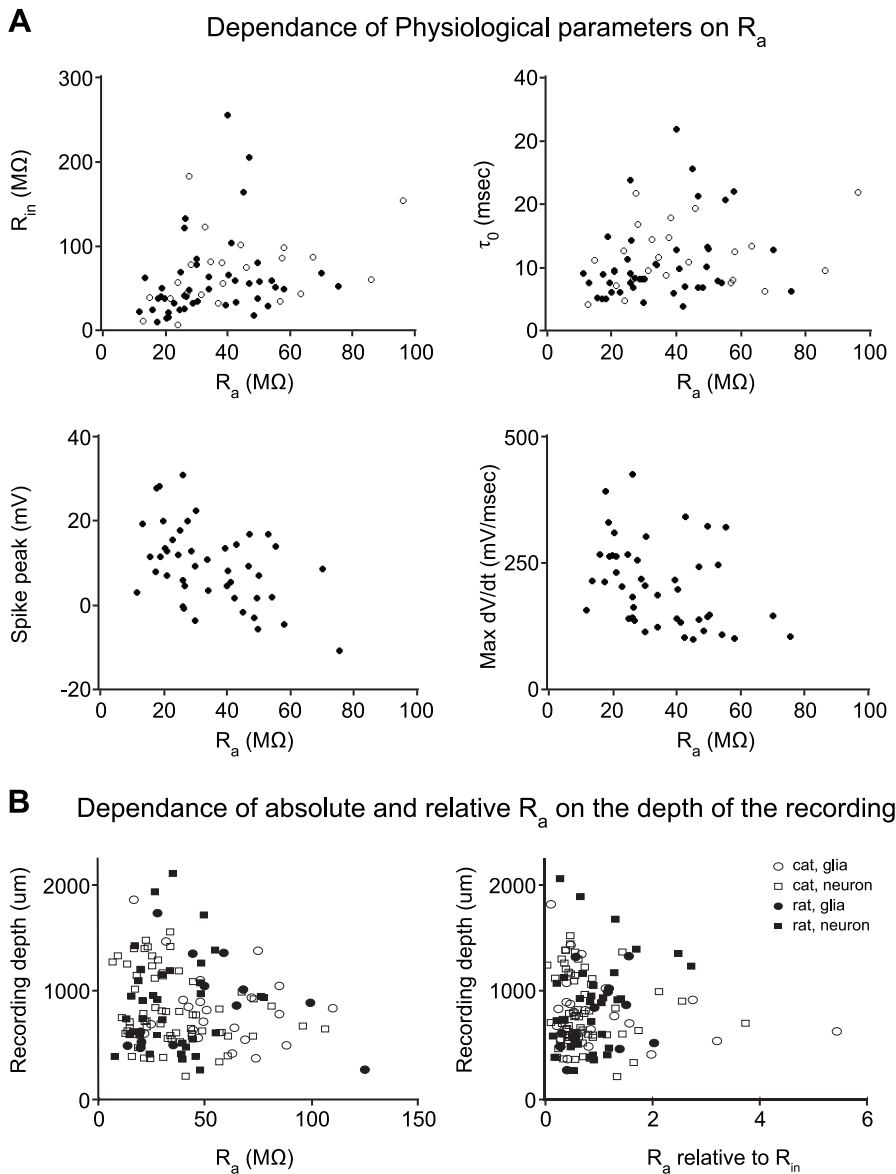 A
Dependance of Physiological parameters on Ra
300
200
100
0
Rin (MΩ)
0 20 40 60 80 100
Ra (MΩ)
40
20
20
10
0
τ0 (msec)
0 20 40 60 80 100
Ra (MΩ)
40
20
0
-20
Spike peak (mV)
0 20 40 60 80 100
Ra (MΩ)
500
250
0
Max dV/dt (mV/msec)
0 20 40 60 80 100
Ra (MΩ)
B
Dependance of absolute and relative Ra on the depth of the recording
2000
1000
0
Recording depth (um)
0 50 100 150
Ra (MΩ)
2000
1000
0
Recording depth (um)
0 2 4 6
Ra relative to Rin
cat, glia
cat, neuron
rat, glia
rat, neuron